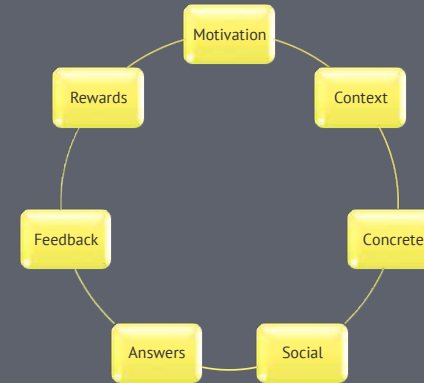 Motivation
Context
Concrete
Social
Answers
Feedback
Rewards